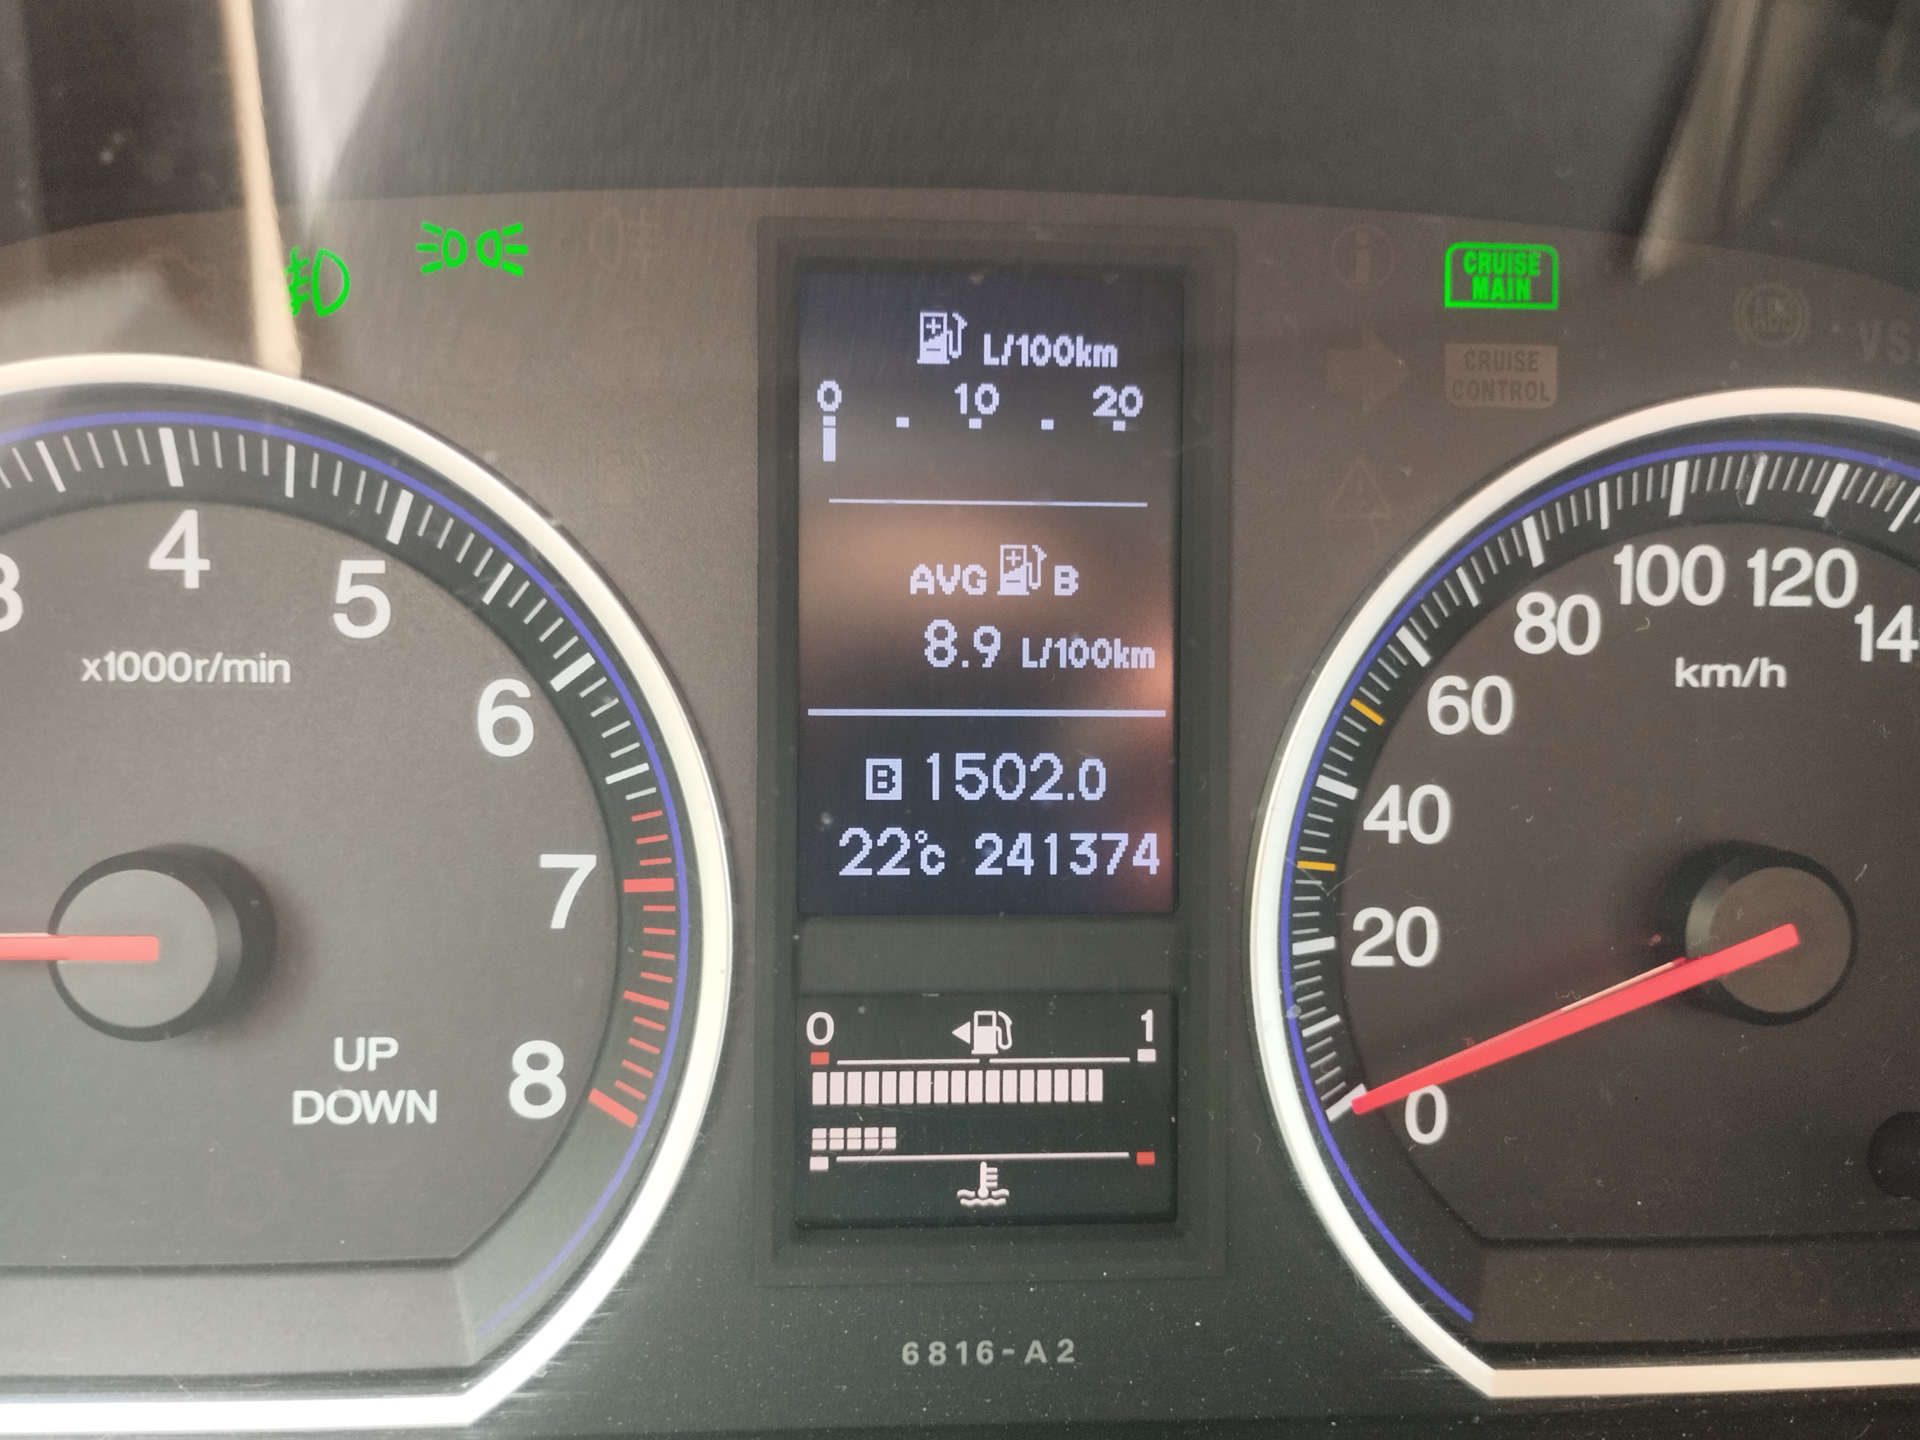 CRUISE
MAIN
CRUISE
CONTROL
L/100km
0 10 20
AVG B
8.9 L/100km
B 1502.0
22°C 241374
0 1
3 4 5 6 7 8
x1000r/min
UP
DOWN
0 20 40 60 80 100 120
km/h
6816-A2